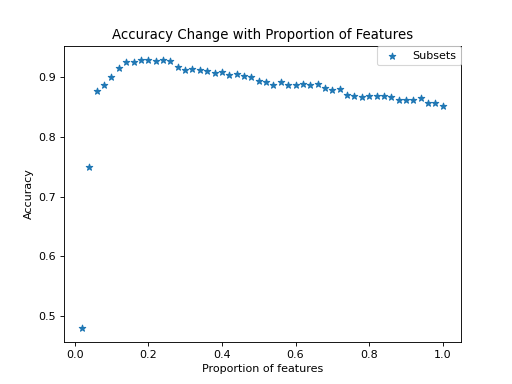 Accuracy Change with Proportion of Features
Subsets
Accuracy
0.9
0.8
0.7
0.6
0.5
0.0 0.2 0.4 0.6 0.8 1.0
Proportion of features